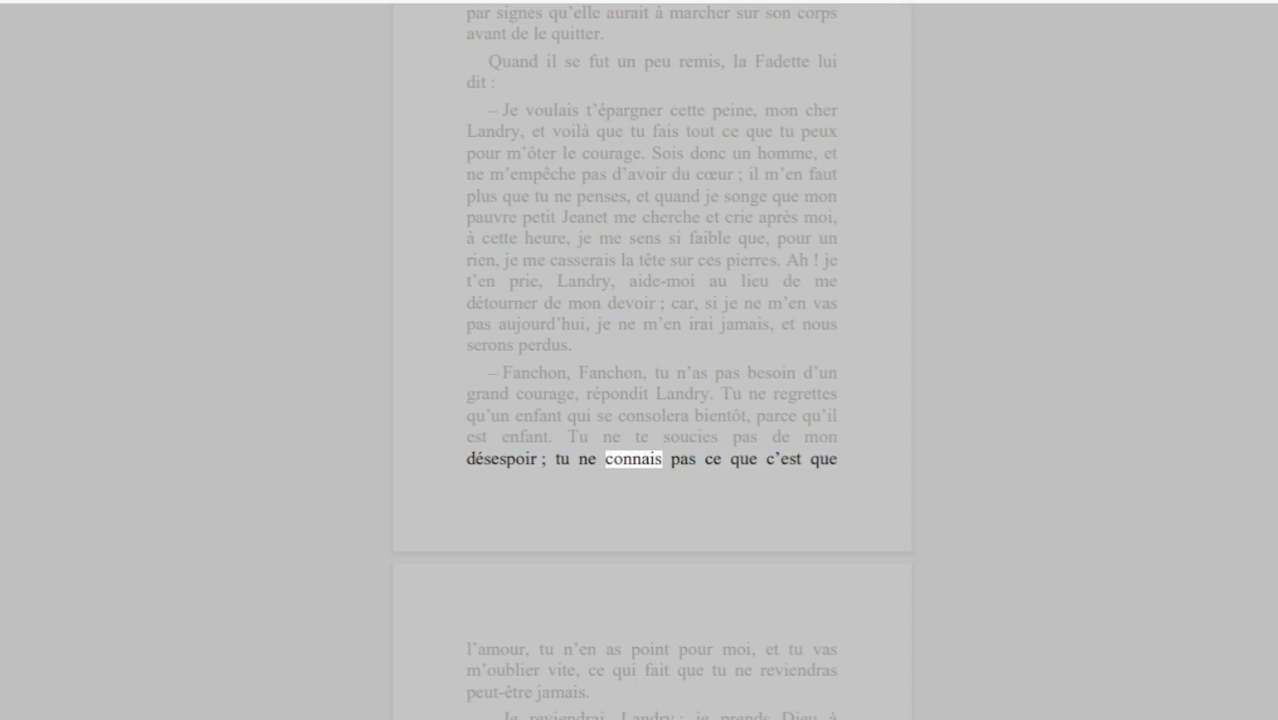 par signes qu’elle aurait à marcher sur son corps
avant de le quitter.
Quand il se fut un peu remis, la Fadette lui
dit :
– Je voulais t’épargner cette peine, mon cher
Landry, et voilà que tu fais tout ce que tu peux
pour m’ôter le courage. Sois donc un homme, et
ne m’empêche pas d’avoir du cœur ; il m’en faut
plus que tu ne penses, et quand je songe que mon
pauvre petit Jeanet me cherche et crie après moi,
à cette heure, je me sens si faible que, pour un
rien, je me casserais la tête sur ces pierres. Ah ! je
t’en prie, Landry, aide-moi au lieu de me
détourner de mon devoir ; car, si je ne m’en vas
pas aujourd’hui, je ne m’en irai jamais, et nous
serons perdus.
– Fanchon, Fanchon, tu n’as pas besoin d’un
grand courage, répondit Landry. Tu ne regrettes
qu’un enfant qui se consolera bientôt, parce qu’il
est enfant. Tu ne te soucies pas de mon
désespoir ; tu ne connais pas ce que c’est que
l’amour, tu n’en as point pour moi, et tu vas
m’oublier vite, ce qui fait que tu ne reviendras
peut-être jamais.
Je reviendrai, Landry ; je prends Dieu à